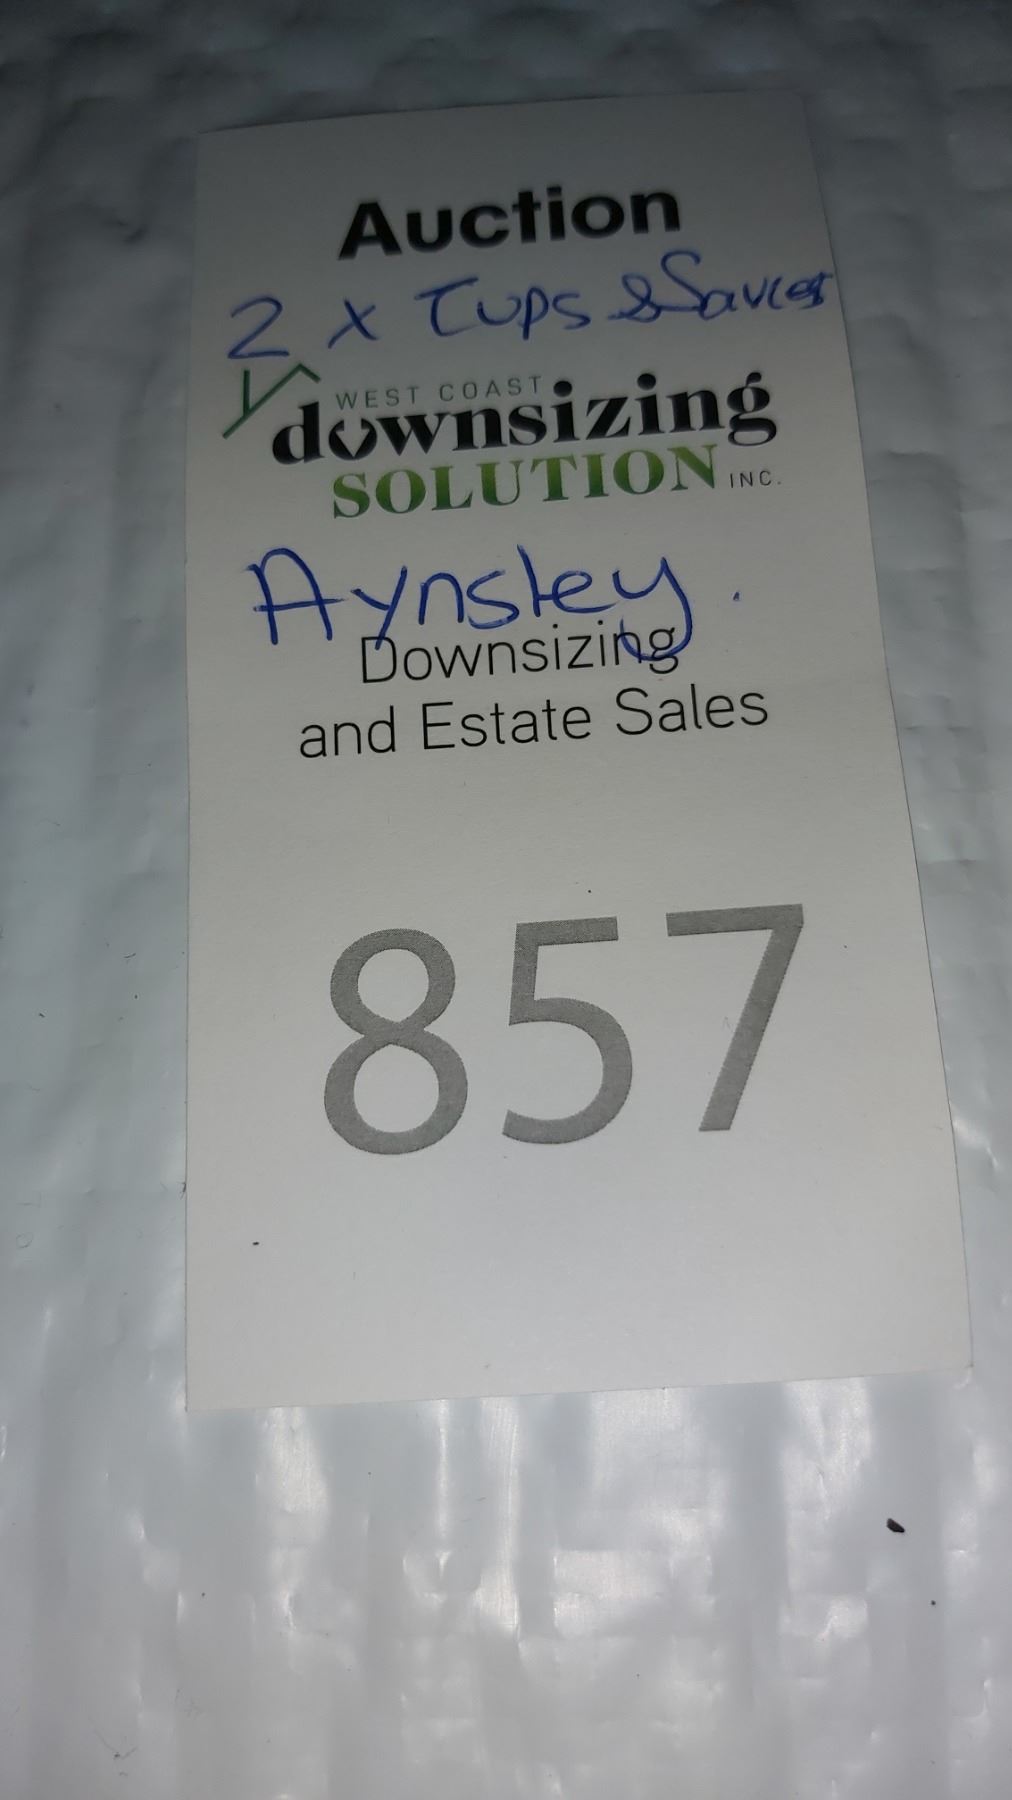 Auction
2 x Cups & Saucers
WEST COAST
downsizing
SOLUTION INC.
Aynsley.
Downsizing
and Estate Sales
857